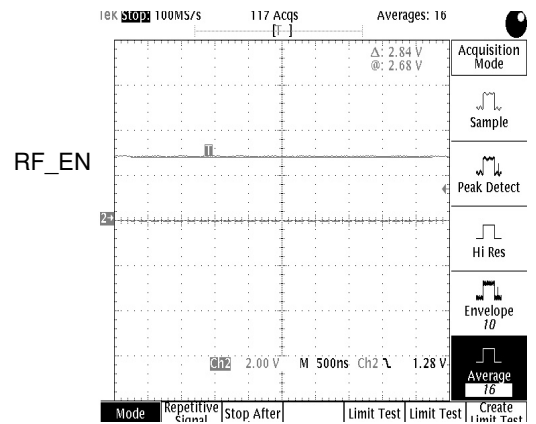 Tek Stop: 100MS/s 117 Acqs Averages: 16
[T]
Δ: 2.84 V
@: 2.68 V
Acquisition
Mode
Sample
T
RF_EN
Peak Detect
2→
Hi Res
Envelope
10
Ch2 2.00 V M 500ns Ch2 1.28 V
Average
16
Mode
Repetitive
Signal
Stop After
Limit Test
Limit Test
Create
Limit Test